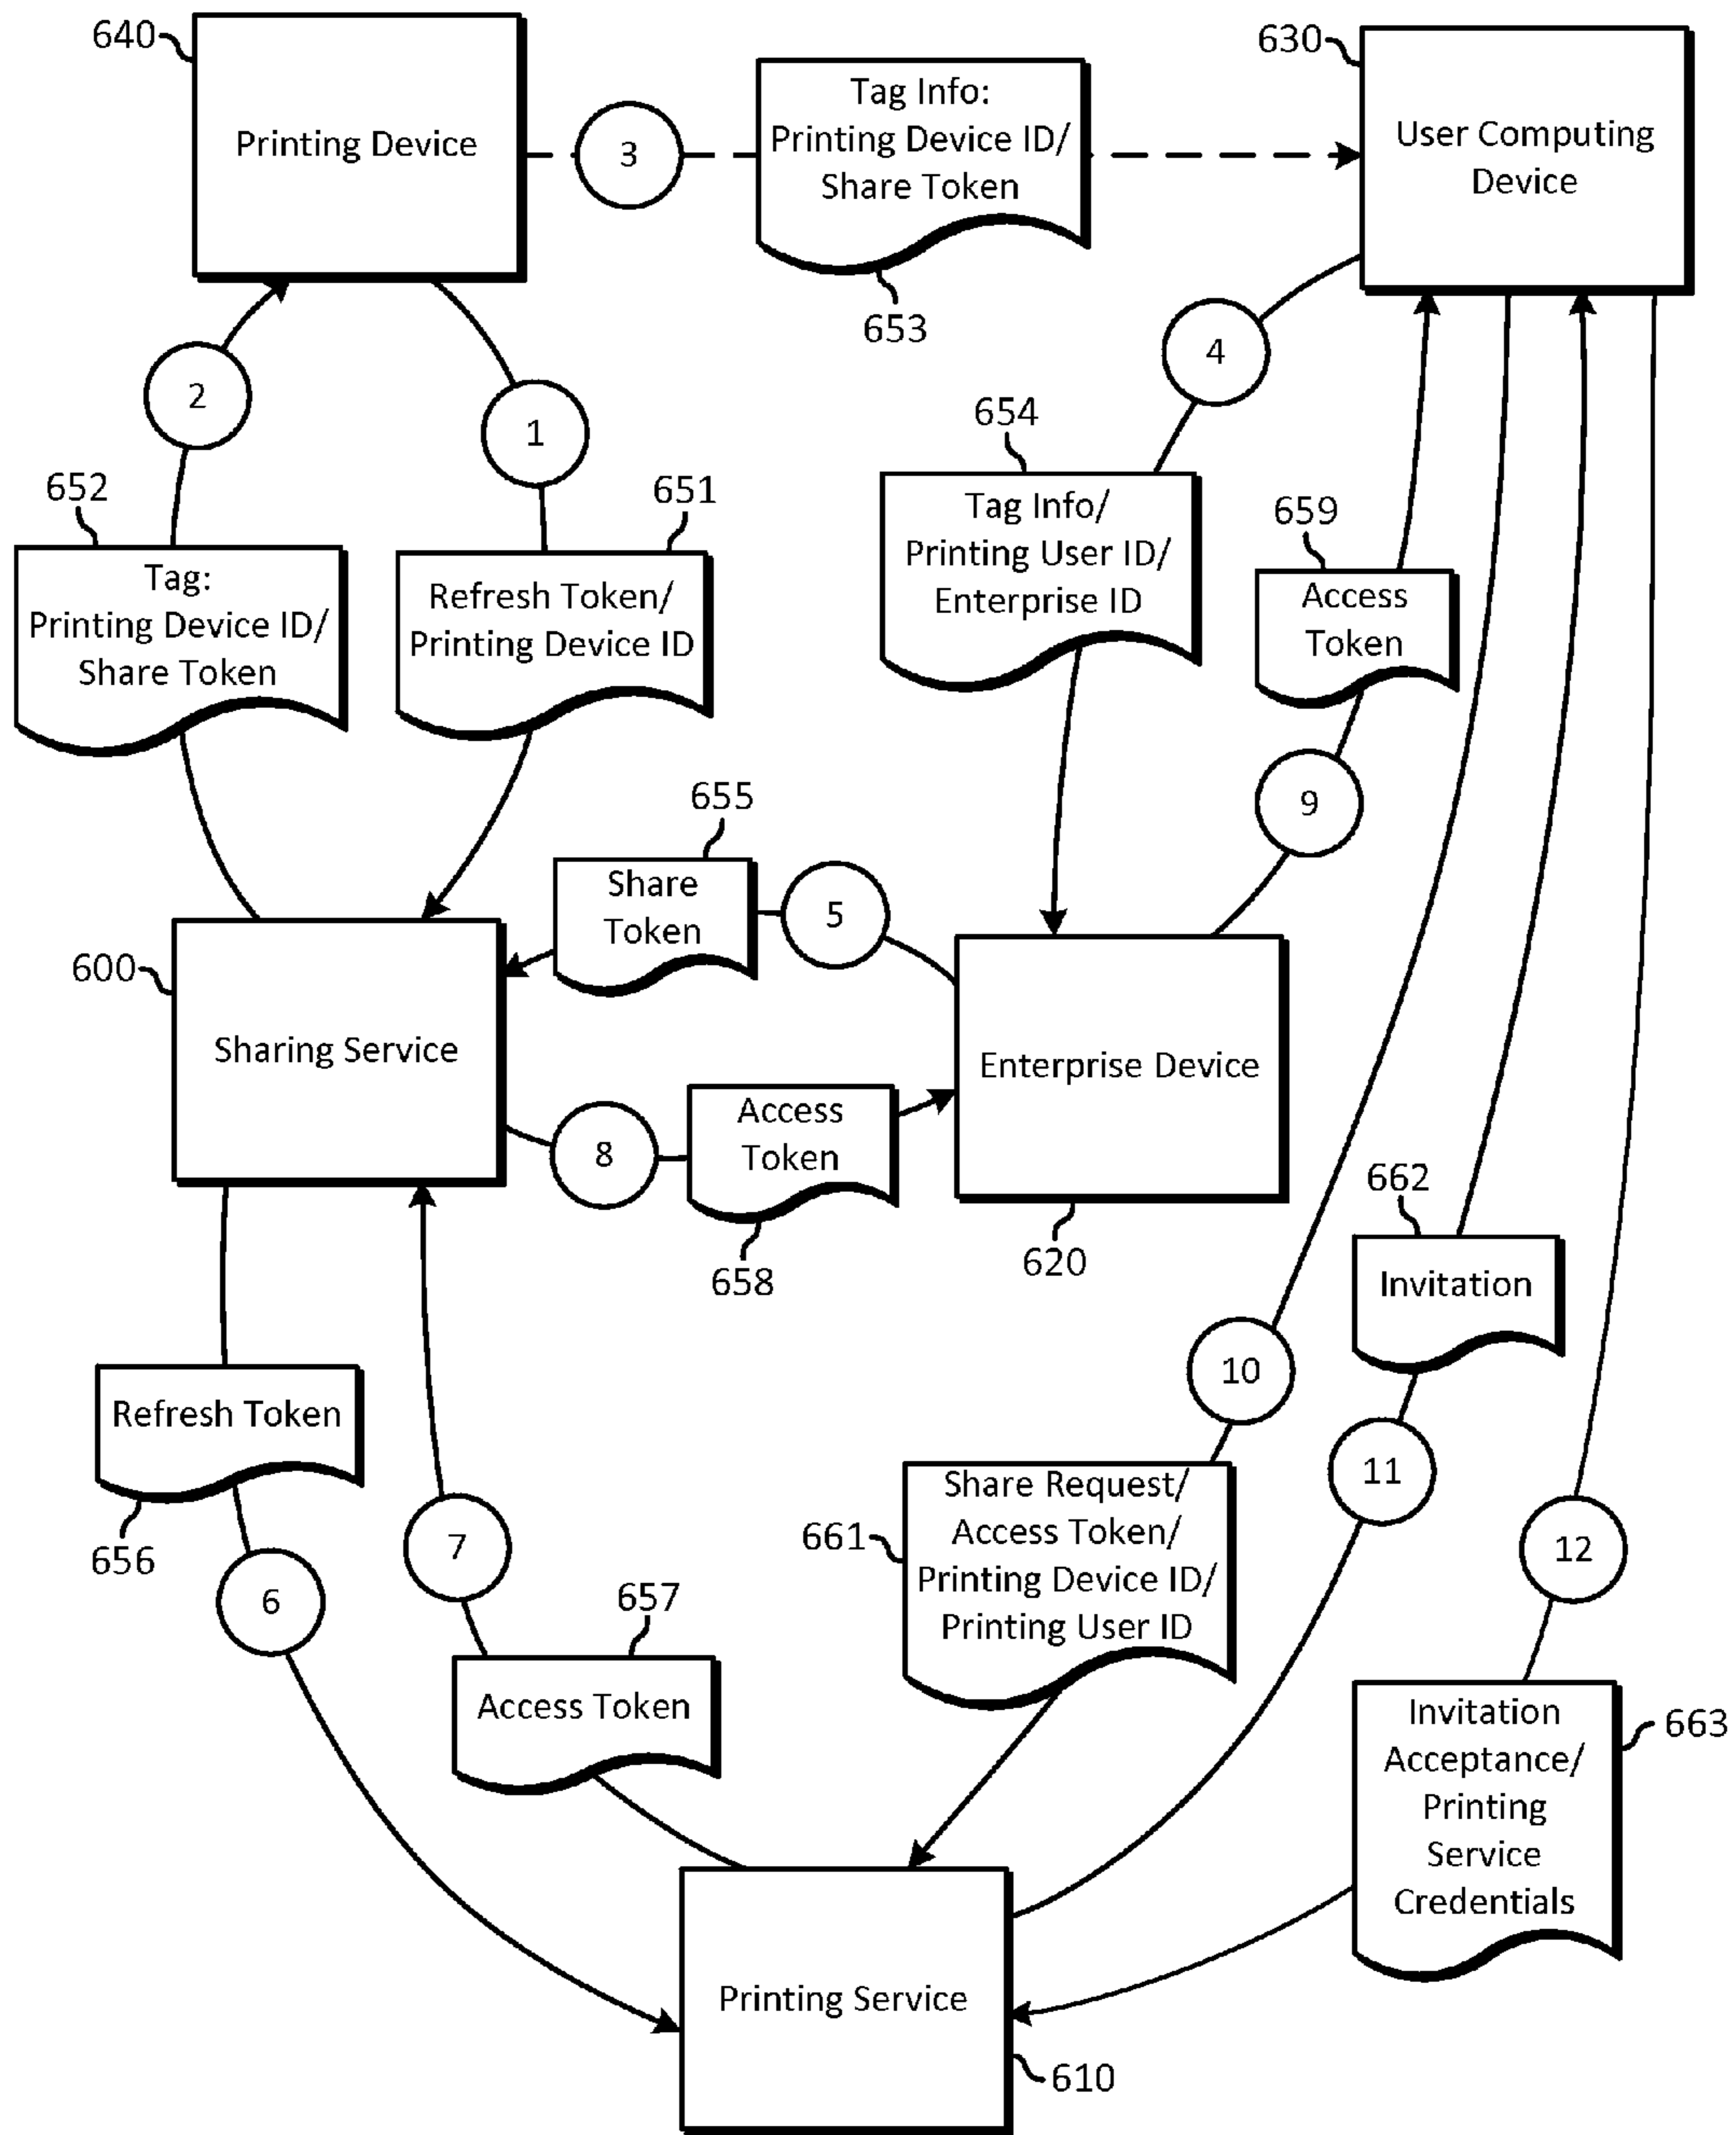 640
Printing Device
3
Tag Info:
Printing Device ID/
Share Token
653
630
User Computing
Device
2
1
4
652
Tag:
Printing Device ID/
Share Token
651
Refresh Token/
Printing Device ID
654
Tag Info/
Printing User ID/
Enterprise ID
659
Access
Token
9
655
Share
Token
5
600
Sharing Service
Enterprise Device
620
8
Access
Token
658
662
Invitation
10
11
12
Refresh Token
656
6
7
657
Access Token
661
Share Request/
Access Token/
Printing Device ID/
Printing User ID
Invitation
Acceptance/
Printing
Service
Credentials
663
Printing Service
610